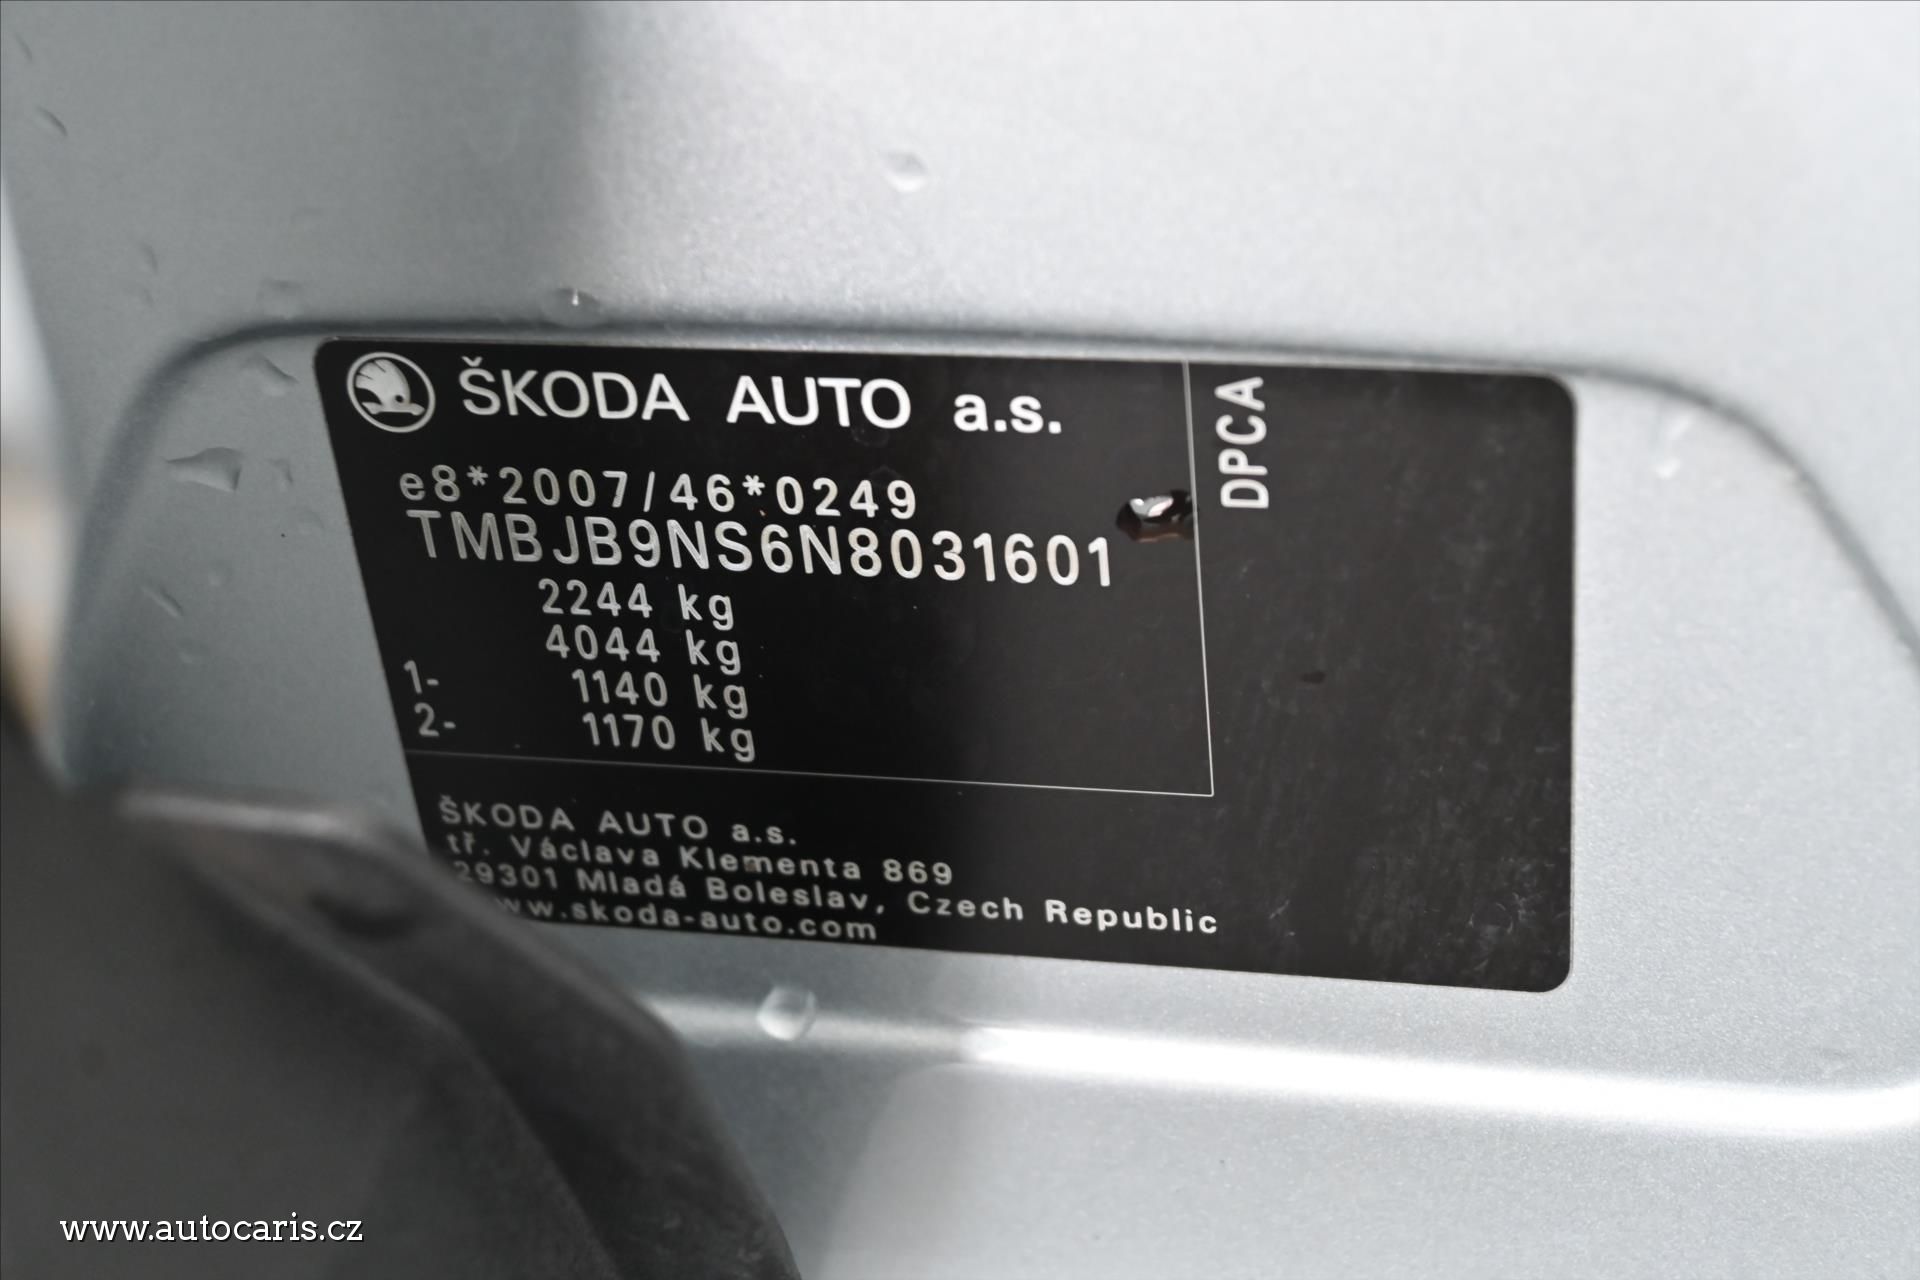 ŠKODA AUTO a.s.
e8*2007/46*0249
TMBJB9NS6N8031601
2244 kg
4044 kg
1- 1140 kg
2- 1170 kg
DPCA
ŠKODA AUTO a.s.
tř. Václava Klementa 869
29301 Mladá Boleslav, Czech Republic
www.skoda-auto.com
www.autocaris.cz